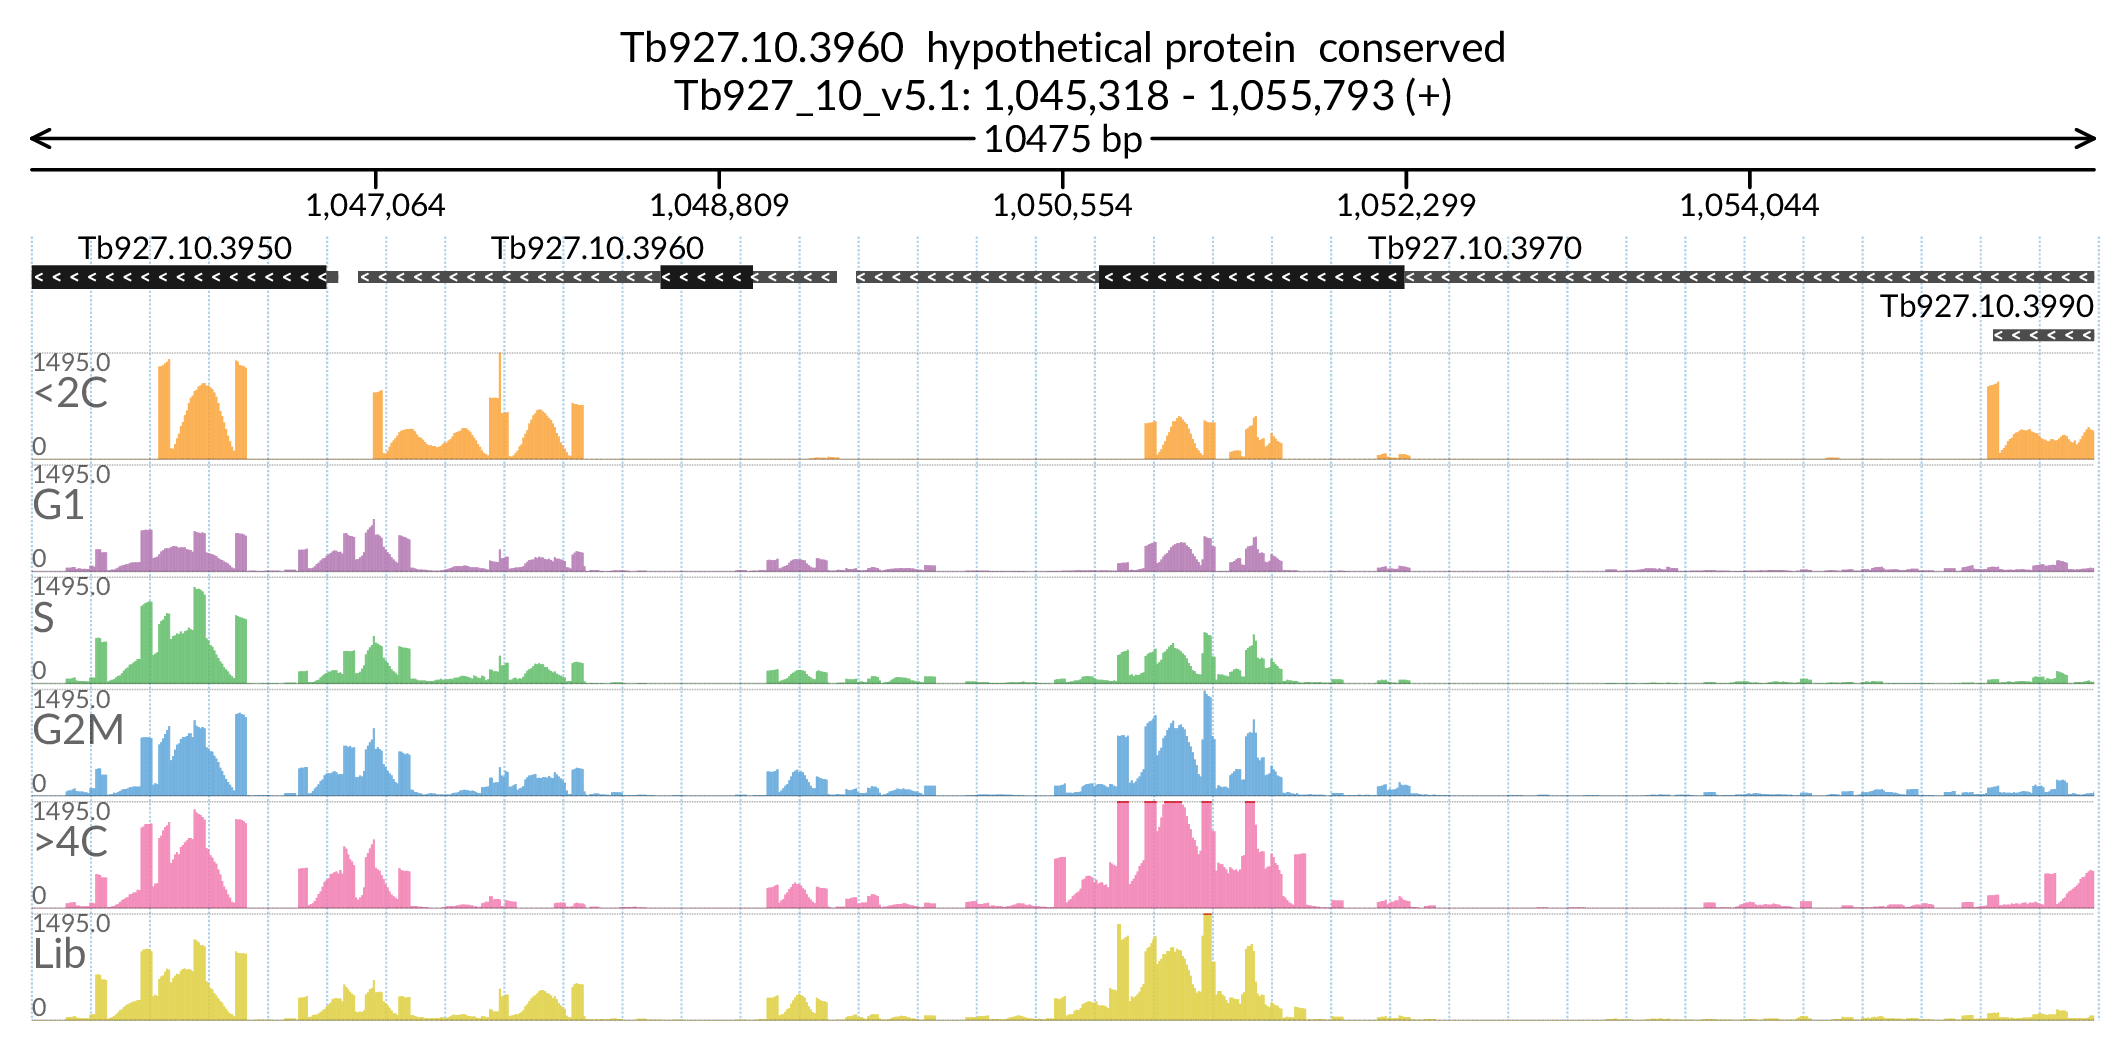 Tb927.10.3960  hypothetical protein  conserved
Tb927_10_v5.1: 1,045,318 - 1,055,793 (+)
10475 bp
1,047,064 1,048,809 1,050,554 1,052,299 1,054,044
Tb927.10.3950 Tb927.10.3960 Tb927.10.3970
Tb927.10.3990
1495.0
<2C
0
1495.0
G1
0
1495.0
S
0
1495.0
G2M
0
1495.0
>4C
0
1495.0
Lib
0